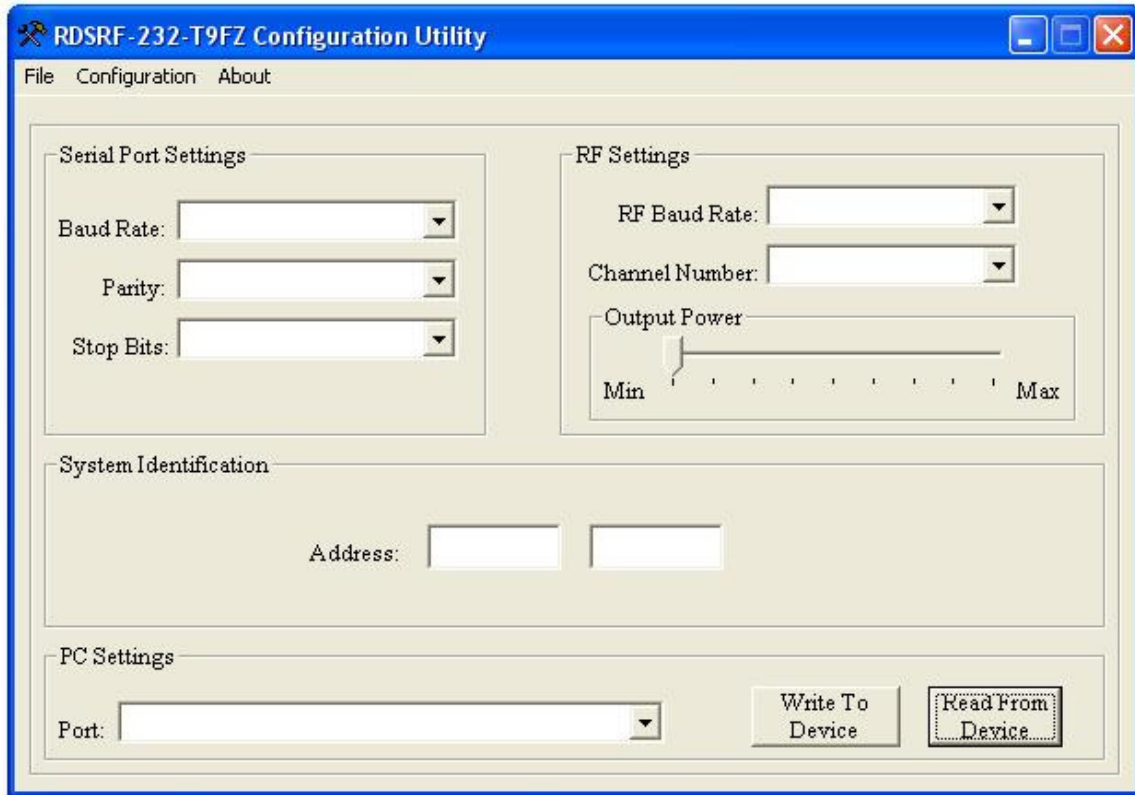 RDSRF-232-T9FZ Configuration Utility
File Configuration About
Serial Port Settings
Baud Rate:
Parity:
Stop Bits:
RF Settings
RF Baud Rate:
Channel Number:
Output Power
Min Max
System Identification
Address:
PC Settings
Port:
Write To
Device
Read From
Device